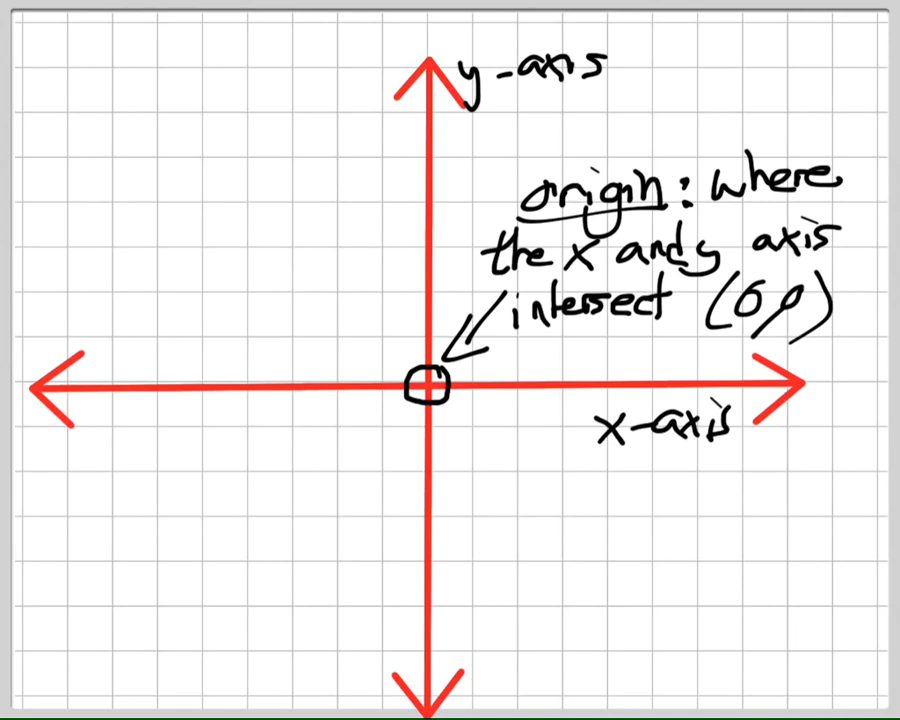 y-axis
origin: where
the x and y axis
intersect (0,0)
x-axis